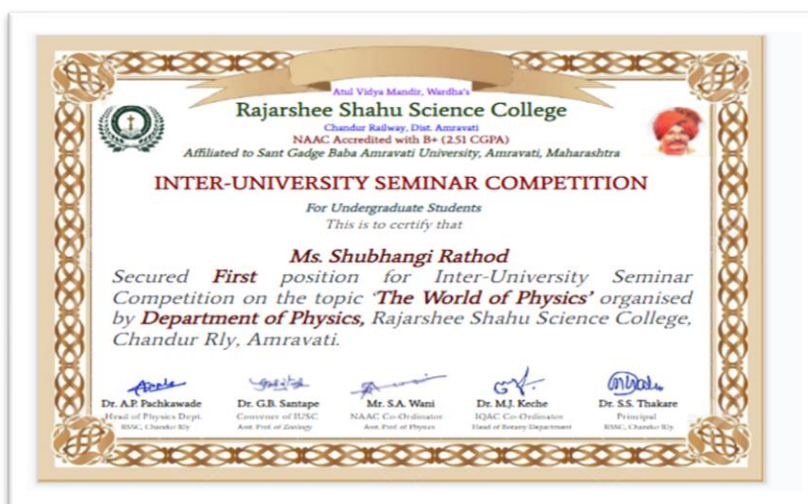 Atul Vidya Mandir, Wardha's
Rajarshee Shahu Science College
Chandur Railway, Dist. Amravati
NAAC Accredited with B+ (2.51 CGPA)
Affiliated to Sant Gadge Baba Amravati University, Amravati, Maharashtra
INTER-UNIVERSITY SEMINAR COMPETITION
For Undergraduate Students
This is to certify that
Ms. Shubhangi Rathod
Secured First position for Inter-University Seminar
Competition on the topic 'The World of Physics' organised
by Department of Physics, Rajarshee Shahu Science College,
Chandur Rly, Amravati.
Dr. A.P. Pachkawade Dr. G.B. Santape Mr. S.A. Wani Dr. M.J. Keche Dr. S.S. Thakare
Head of Physics Dept. Convener of IUSC NAAC Co-Ordinator IQAC Co-Ordinator Principal
RSSC, Chandur Rly Asst. Prof of Zoology Asst. Prof of Physics Head of Botany Department RSSC, Chandur Rly.